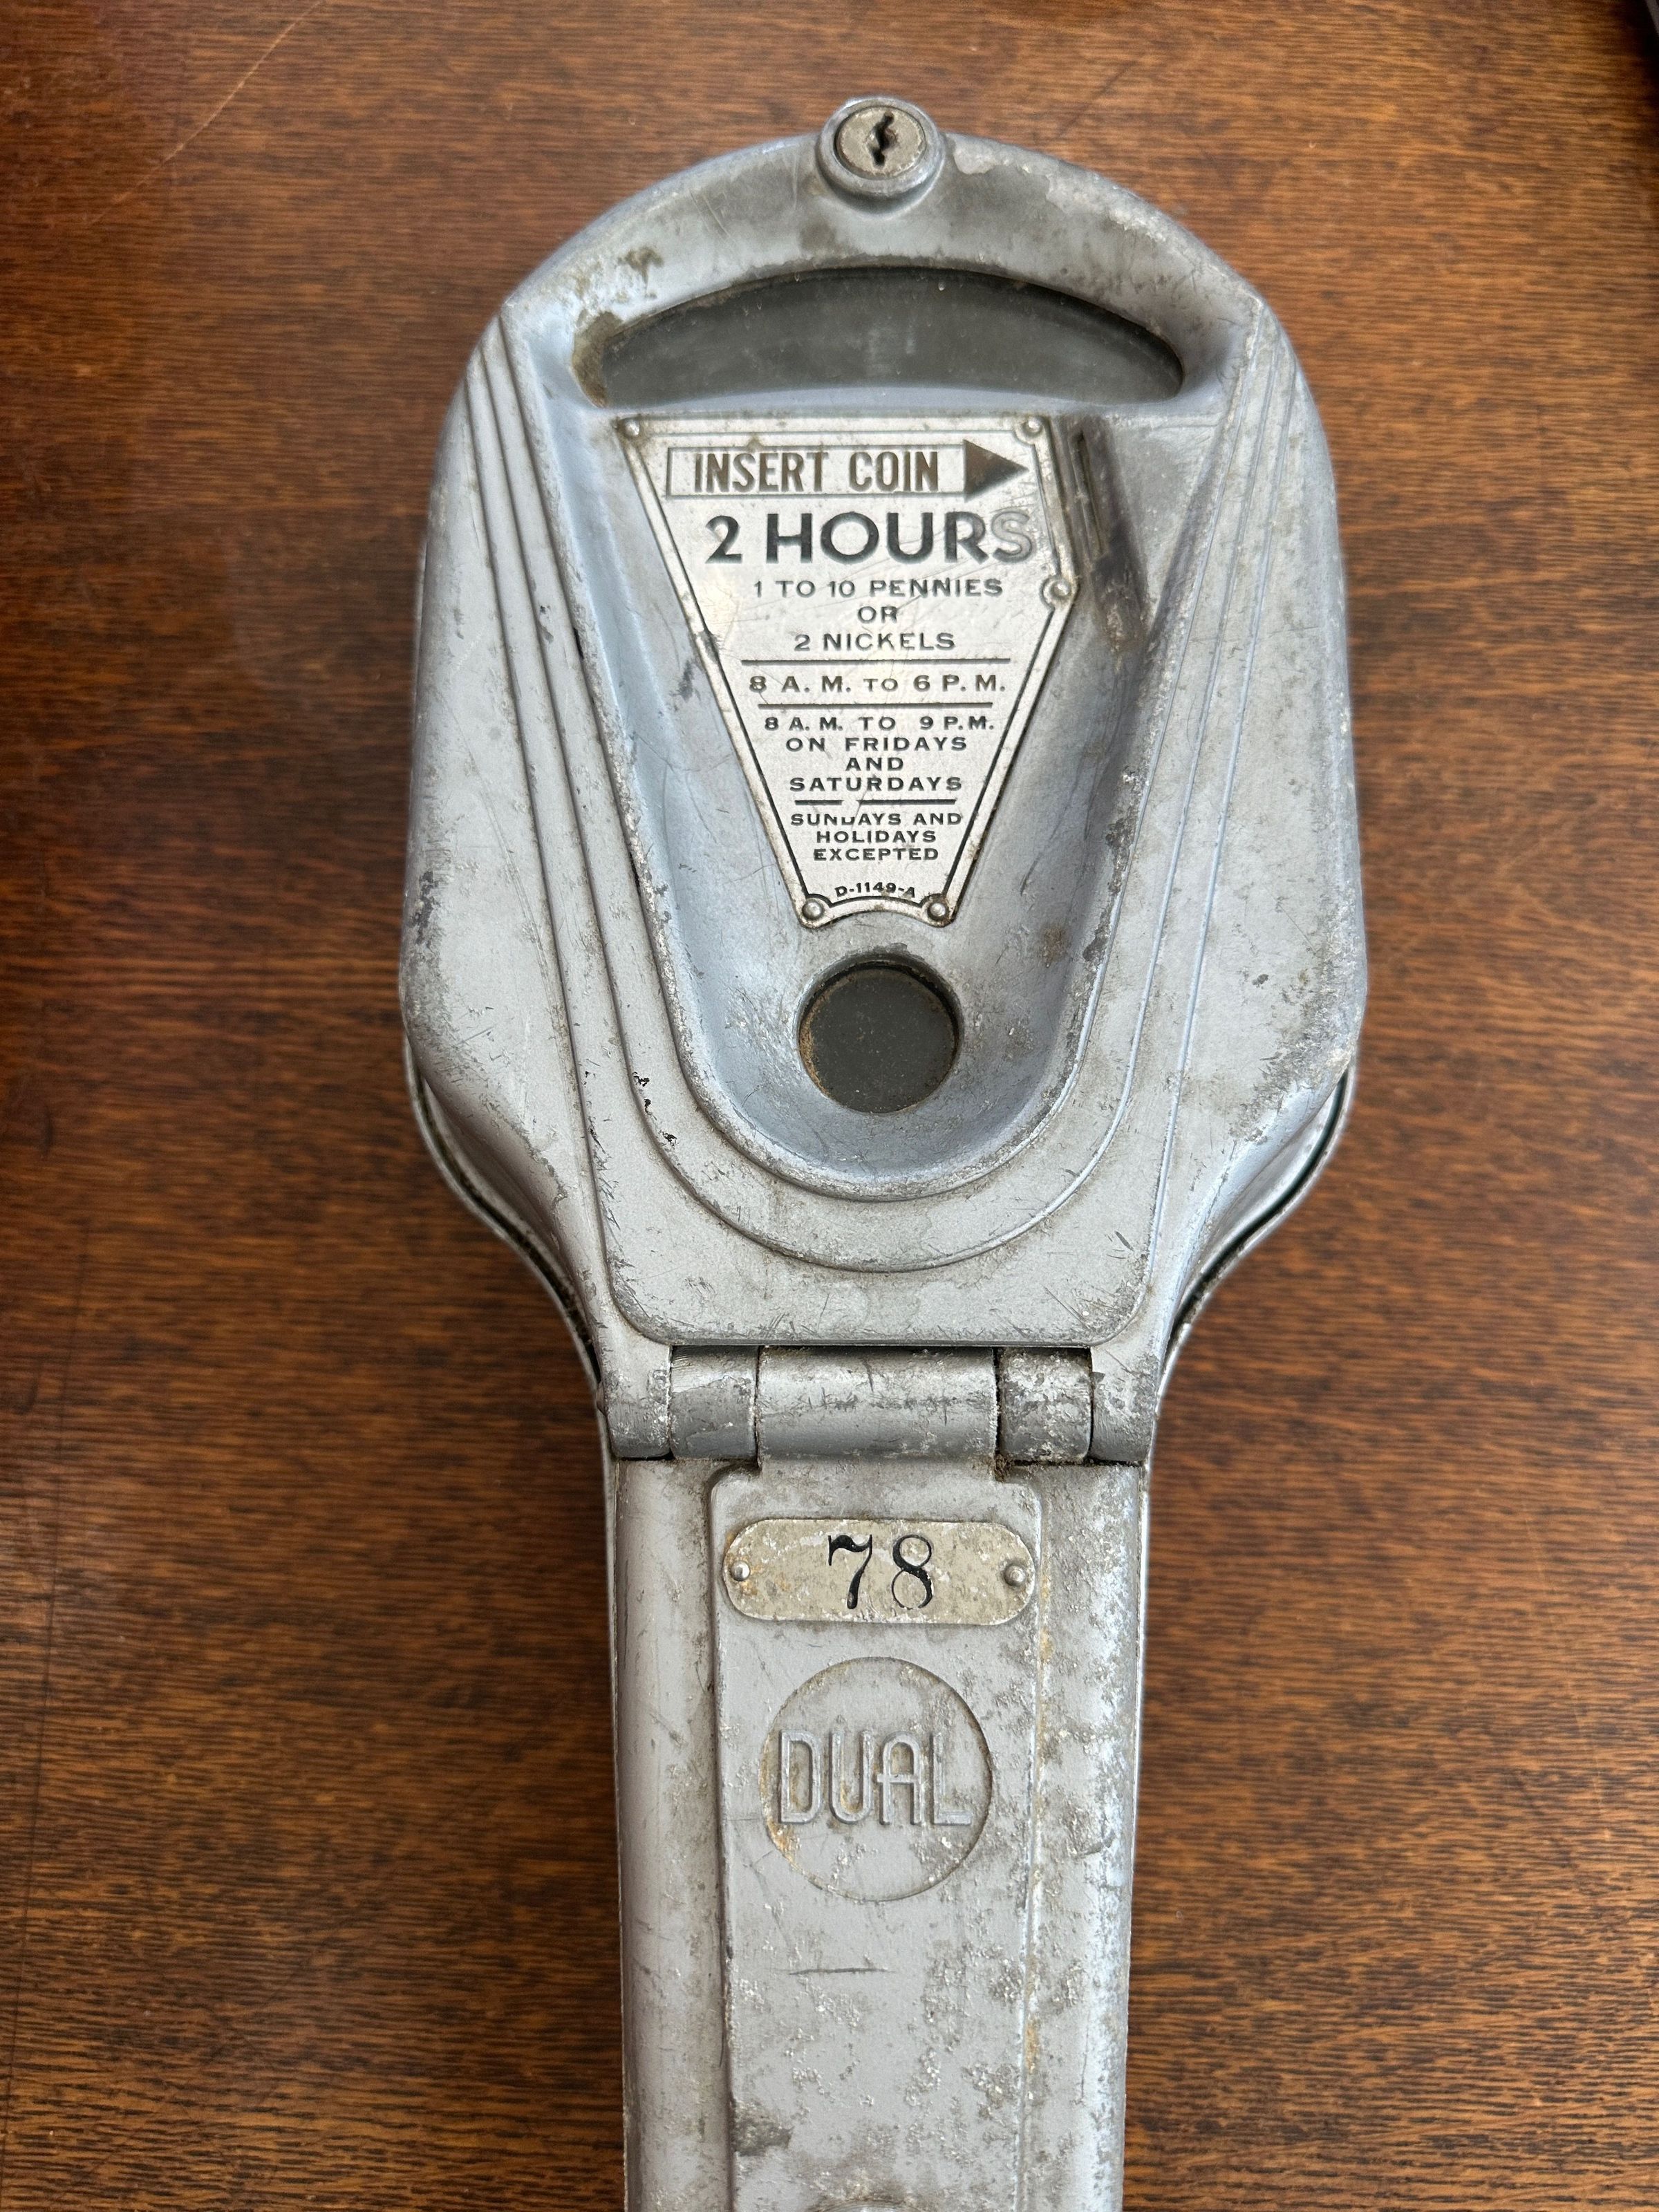 INSERT COIN
2 HOURS
1 TO 10 PENNIES
OR
2 NICKELS
8 A. M. TO 6 P. M.
8 A. M. TO 9 P.M.
ON FRIDAYS
AND
SATURDAYS
SUNDAYS AND
HOLIDAYS
EXCEPTED
D-1149-A
78
DUAL